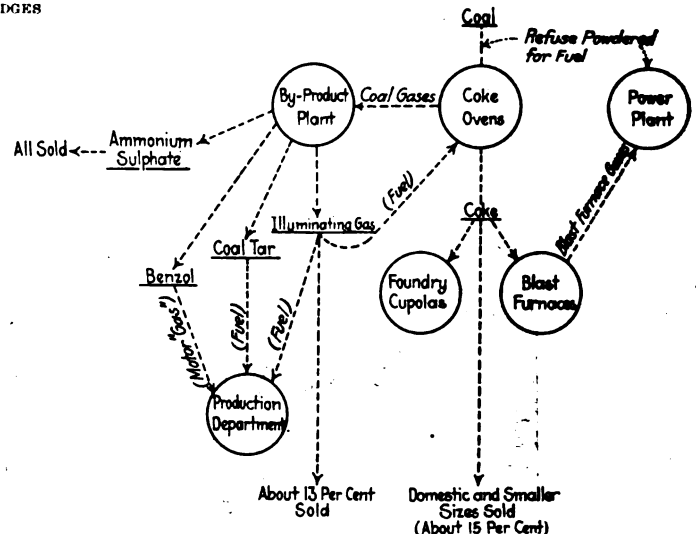 DGES
Coal
Refuse Powdered
for Fuel
By-Product
Plant
Coal Gases
Coke
Ovens
Power
Plant
All Sold
Ammonium
Sulphate
(Fuel)
Blast Furnace Gas
Illuminating Gas
Coke
Coal Tar
Benzol
Foundry
Cupolas
Blast
Furnaces
(Motor "Gas")
(Fuel)
(Fuel)
Production
Department
About 13 Per Cent
Sold
Domestic and Smaller
Sizes Sold
(About 15 Per Cent)